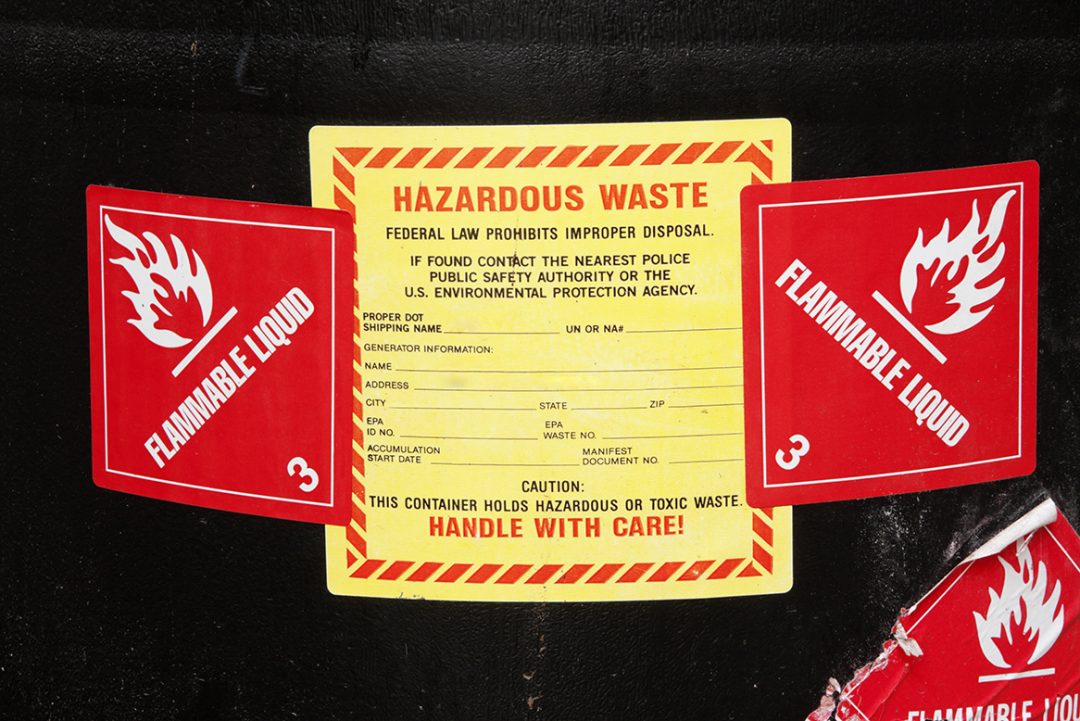 HAZARDOUS WASTE
FEDERAL LAW PROHIBITS IMPROPER DISPOSAL.
IF FOUND CONTACT THE NEAREST POLICE
PUBLIC SAFETY AUTHORITY OR THE
U.S. ENVIRONMENTAL PROTECTION AGENCY.
PROPER DOT
SHIPPING NAME UN OR NA#
GENERATOR INFORMATION:
NAME
ADDRESS
CITY STATE ZIP
EPA ID NO. EPA WASTE NO.
ACCUMULATION START DATE MANIFEST DOCUMENT NO.
CAUTION:
THIS CONTAINER HOLDS HAZARDOUS OR TOXIC WASTE.
HANDLE WITH CARE!
FLAMMABLE LIQUID
3
FLAMMABLE LIQUID
3
FLAMMABLE LIQU